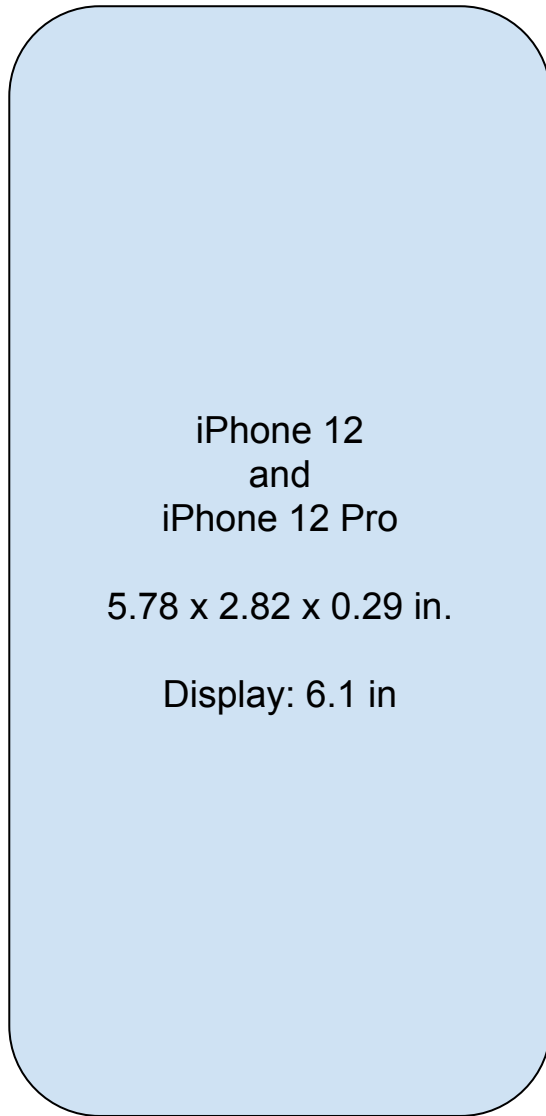 iPhone 12
and
iPhone 12 Pro
5.78 x 2.82 x 0.29 in.
Display: 6.1 in